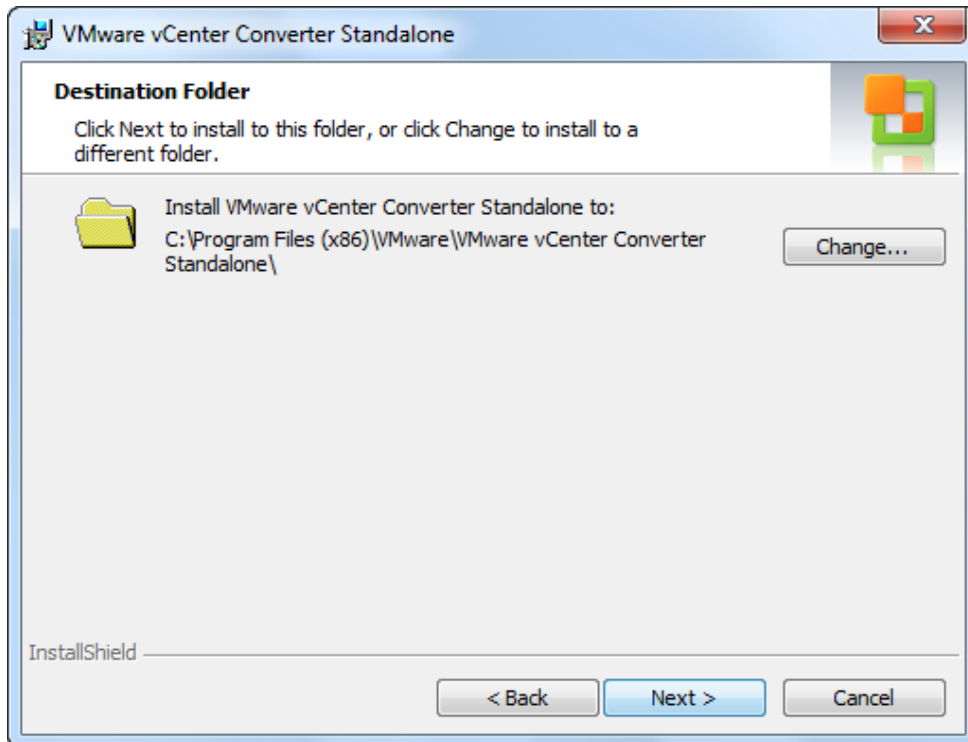 VMware vCenter Converter Standalone
Destination Folder
Click Next to install to this folder, or click Change to install to a
different folder.
Install VMware vCenter Converter Standalone to:
C:\Program Files (x86)\VMware\VMware vCenter Converter
Standalone\
Change...
InstallShield
< Back
Next >
Cancel